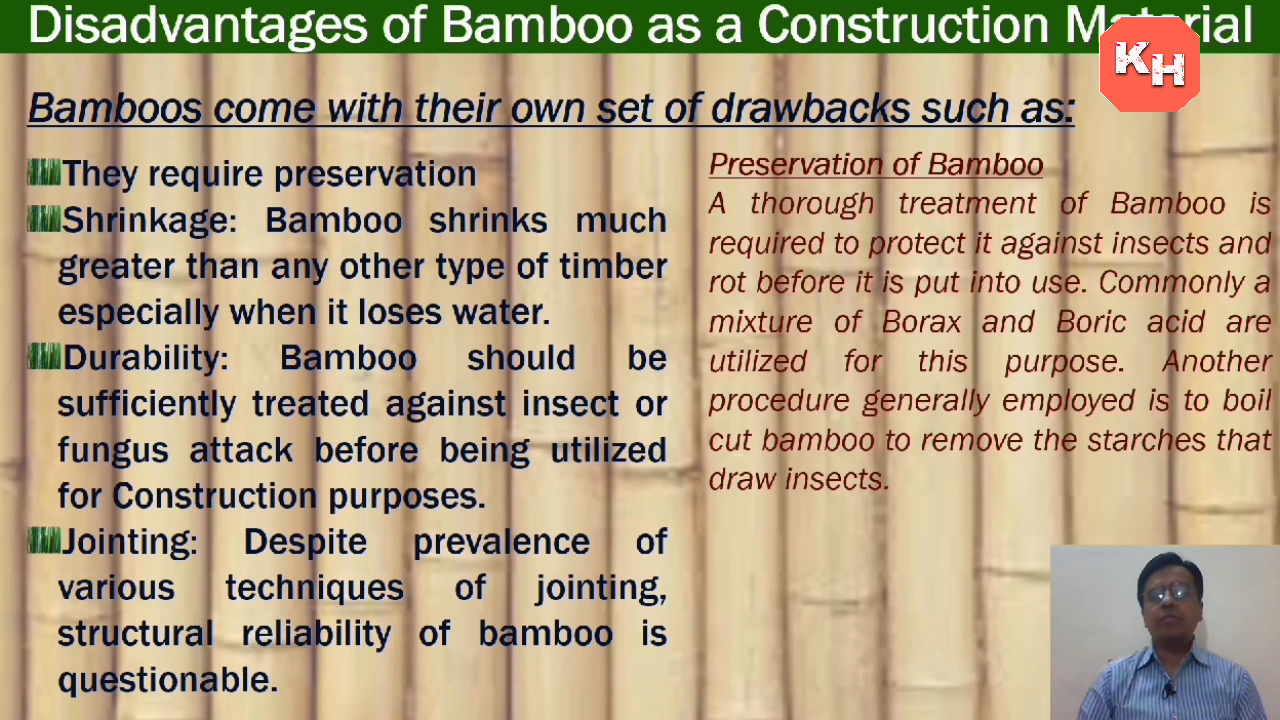 Disadvantages of Bamboo as a Construction Material
KH
Bamboos come with their own set of drawbacks such as:
They require preservation
Shrinkage: Bamboo shrinks much
greater than any other type of timber
especially when it loses water.
Durability: Bamboo should be
sufficiently treated against insect or
fungus attack before being utilized
for Construction purposes.
Jointing: Despite prevalence of
various techniques of jointing,
structural reliability of bamboo is
questionable.
Preservation of Bamboo
A thorough treatment of Bamboo is
required to protect it against insects and
rot before it is put into use. Commonly a
mixture of Borax and Boric acid are
utilized for this purpose. Another
procedure generally employed is to boil
cut bamboo to remove the starches that
draw insects.